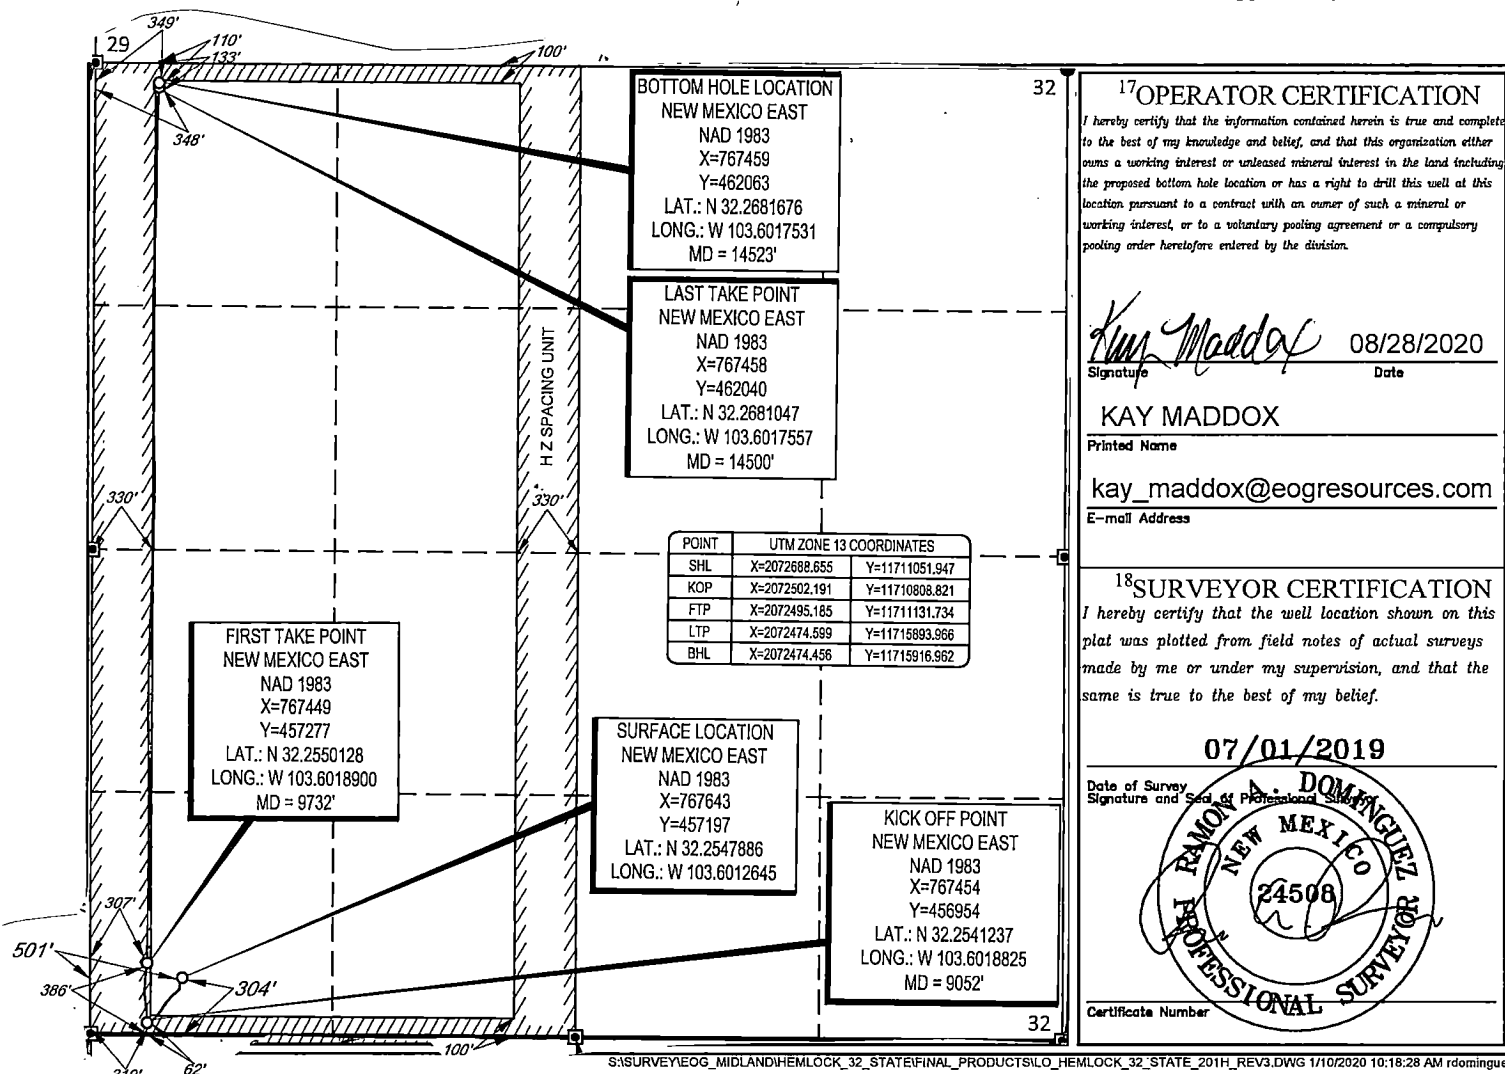 349'
29
110'
133'
100'
348'
BOTTOM HOLE LOCATION
NEW MEXICO EAST
NAD 1983
X=767459
Y=462063
LAT.: N 32.2681676
LONG.: W 103.6017531
MD = 14523'
32
LAST TAKE POINT
NEW MEXICO EAST
NAD 1983
X=767458
Y=462040
LAT.: N 32.2681047
LONG.: W 103.6017557
MD = 14500'
H Z SPACING UNIT
330'
330'
POINT UTM ZONE 13 COORDINATES
SHL X=2072688.655 Y=11711051.947
KOP X=2072502.191 Y=11710808.821
FTP X=2072495.185 Y=11711131.734
LTP X=2072474.599 Y=11715893.966
BHL X=2072474.456 Y=11715916.962
FIRST TAKE POINT
NEW MEXICO EAST
NAD 1983
X=767449
Y=457277
LAT.: N 32.2550128
LONG.: W 103.6018900
MD = 9732'
SURFACE LOCATION
NEW MEXICO EAST
NAD 1983
X=767643
Y=457197
LAT.: N 32.2547886
LONG.: W 103.6012645
KICK OFF POINT
NEW MEXICO EAST
NAD 1983
X=767454
Y=456954
LAT.: N 32.2541237
LONG.: W 103.6018825
MD = 9052'
307'
501'
386'
304'
32
100'
62'
17 OPERATOR CERTIFICATION
I hereby certify that the information contained herein is true and complete
to the best of my knowledge and belief, and that this organization either
owns a working interest or unleased mineral interest in the land including
the proposed bottom hole location or has a right to drill this well at this
location pursuant to a contract with an owner of such a mineral or
working interest, or to a voluntary pooling agreement or a compulsory
pooling order heretofore entered by the division.
Kay Maddox 08/28/2020
Signature Date
KAY MADDOX
Printed Name
kay_maddox@eogresources.com
E-mail Address
18 SURVEYOR CERTIFICATION
I hereby certify that the well location shown on this
plat was plotted from field notes of actual surveys
made by me or under my supervision, and that the
same is true to the best of my belief.
07/01/2019
Date of Survey
Signature and Seal of Professional
RAMON A. DOMINGUEZ
NEW MEXICO
24508
PROFESSIONAL SURVEYOR
Certificate Number
S:\SURVEY\EOG_MIDLAND\HEMLOCK_32_STATE\FINAL_PRODUCTS\LO_HEMLOCK_32_STATE_201H_REV3.DWG 1/10/2020 10:18:28 AM rdomingue